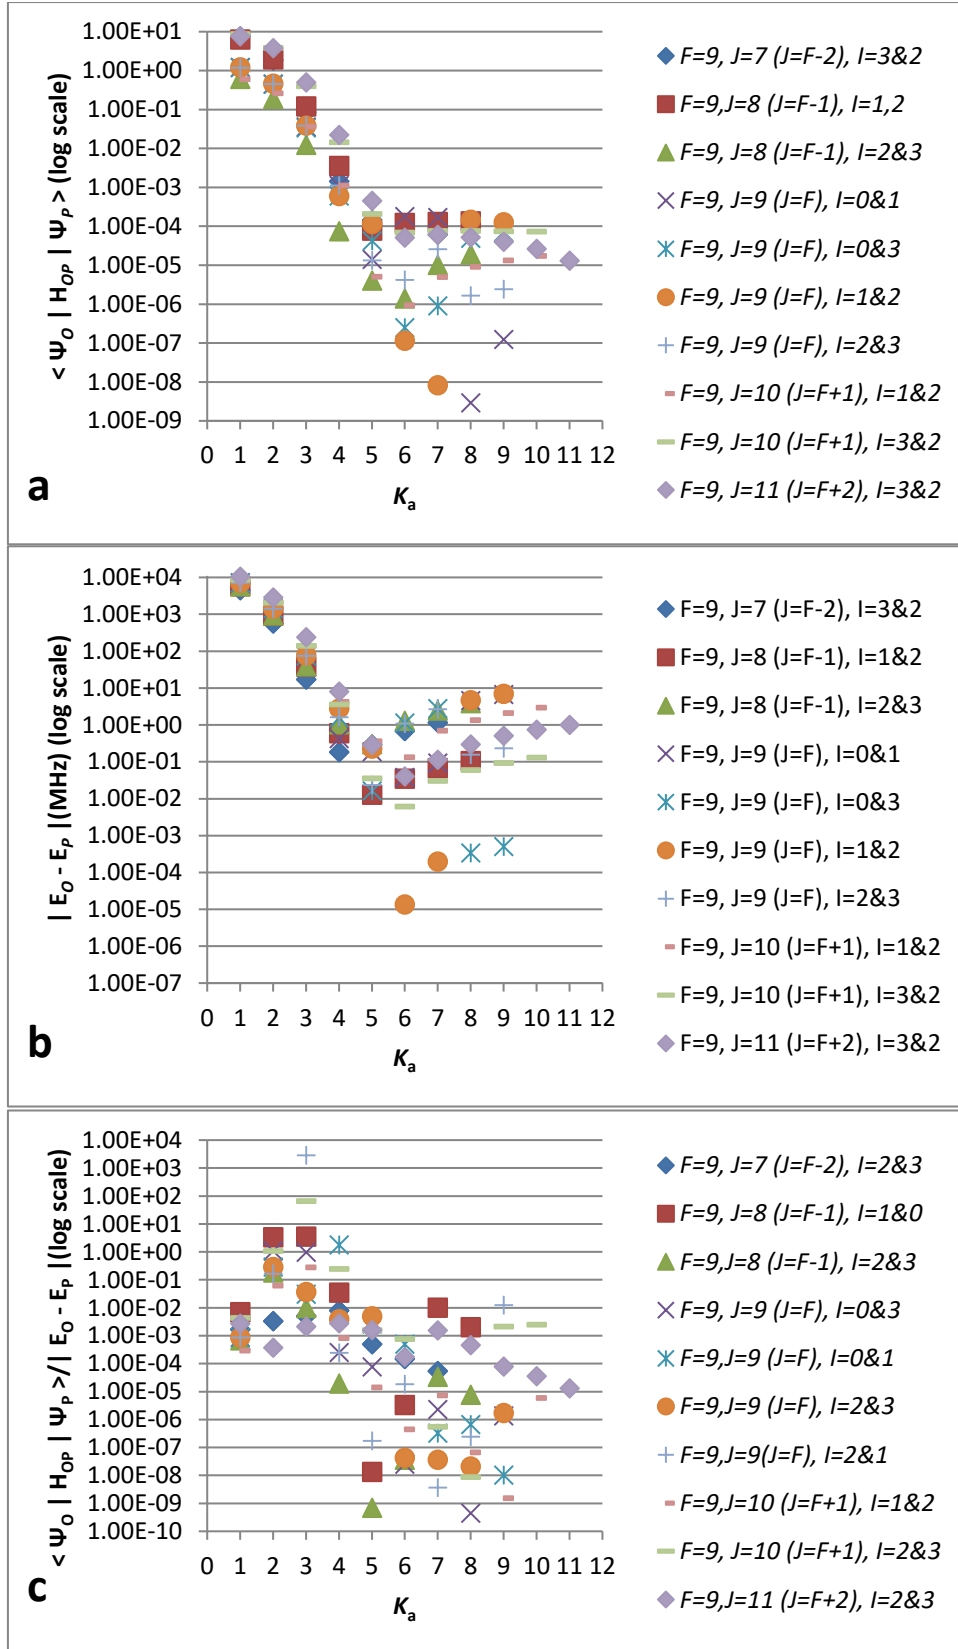 < Ψ_O | H_OP | Ψ_P > (log scale)
1.00E+01
1.00E+00
1.00E-01
1.00E-02
1.00E-03
1.00E-04
1.00E-05
1.00E-06
1.00E-07
1.00E-08
1.00E-09
0 1 2 3 4 5 6 7 8 9 10 11 12
K_a
a
F=9, J=7 (J=F-2), I=3&2
F=9,J=8 (J=F-1), I=1,2
F=9, J=8 (J=F-1), I=2&3
F=9, J=9 (J=F), I=0&1
F=9, J=9 (J=F), I=0&3
F=9, J=9 (J=F), I=1&2
F=9, J=9 (J=F), I=2&3
F=9, J=10 (J=F+1), I=1&2
F=9, J=10 (J=F+1), I=3&2
F=9, J=11 (J=F+2), I=3&2
| E_O - E_P |(MHz) (log scale)
1.00E+04
1.00E+03
1.00E+02
1.00E+01
1.00E+00
1.00E-01
1.00E-02
1.00E-03
1.00E-04
1.00E-05
1.00E-06
1.00E-07
0 1 2 3 4 5 6 7 8 9 10 11 12
K_a
b
F=9, J=7 (J=F-2), I=3&2
F=9, J=8 (J=F-1), I=1&2
F=9, J=8 (J=F-1), I=2&3
F=9, J=9 (J=F), I=0&1
F=9, J=9 (J=F), I=0&3
F=9, J=9 (J=F), I=1&2
F=9, J=9 (J=F), I=2&3
F=9, J=10 (J=F+1), I=1&2
F=9, J=10 (J=F+1), I=3&2
F=9, J=11 (J=F+2), I=3&2
< Ψ_O | H_OP | Ψ_P >/| E_O - E_P |(log scale)
1.00E+04
1.00E+03
1.00E+02
1.00E+01
1.00E+00
1.00E-01
1.00E-02
1.00E-03
1.00E-04
1.00E-05
1.00E-06
1.00E-07
1.00E-08
1.00E-09
1.00E-10
0 1 2 3 4 5 6 7 8 9 10 11 12
K_a
c
F=9, J=7 (J=F-2), I=2&3
F=9, J=8 (J=F-1), I=1&0
F=9,J=8 (J=F-1), I=2&3
F=9, J=9 (J=F), I=0&3
F=9,J=9 (J=F), I=0&1
F=9,J=9 (J=F), I=2&3
F=9,J=9(J=F), I=2&1
F=9,J=10 (J=F+1), I=1&2
F=9, J=10 (J=F+1), I=2&3
F=9,J=11 (J=F+2), I=2&3